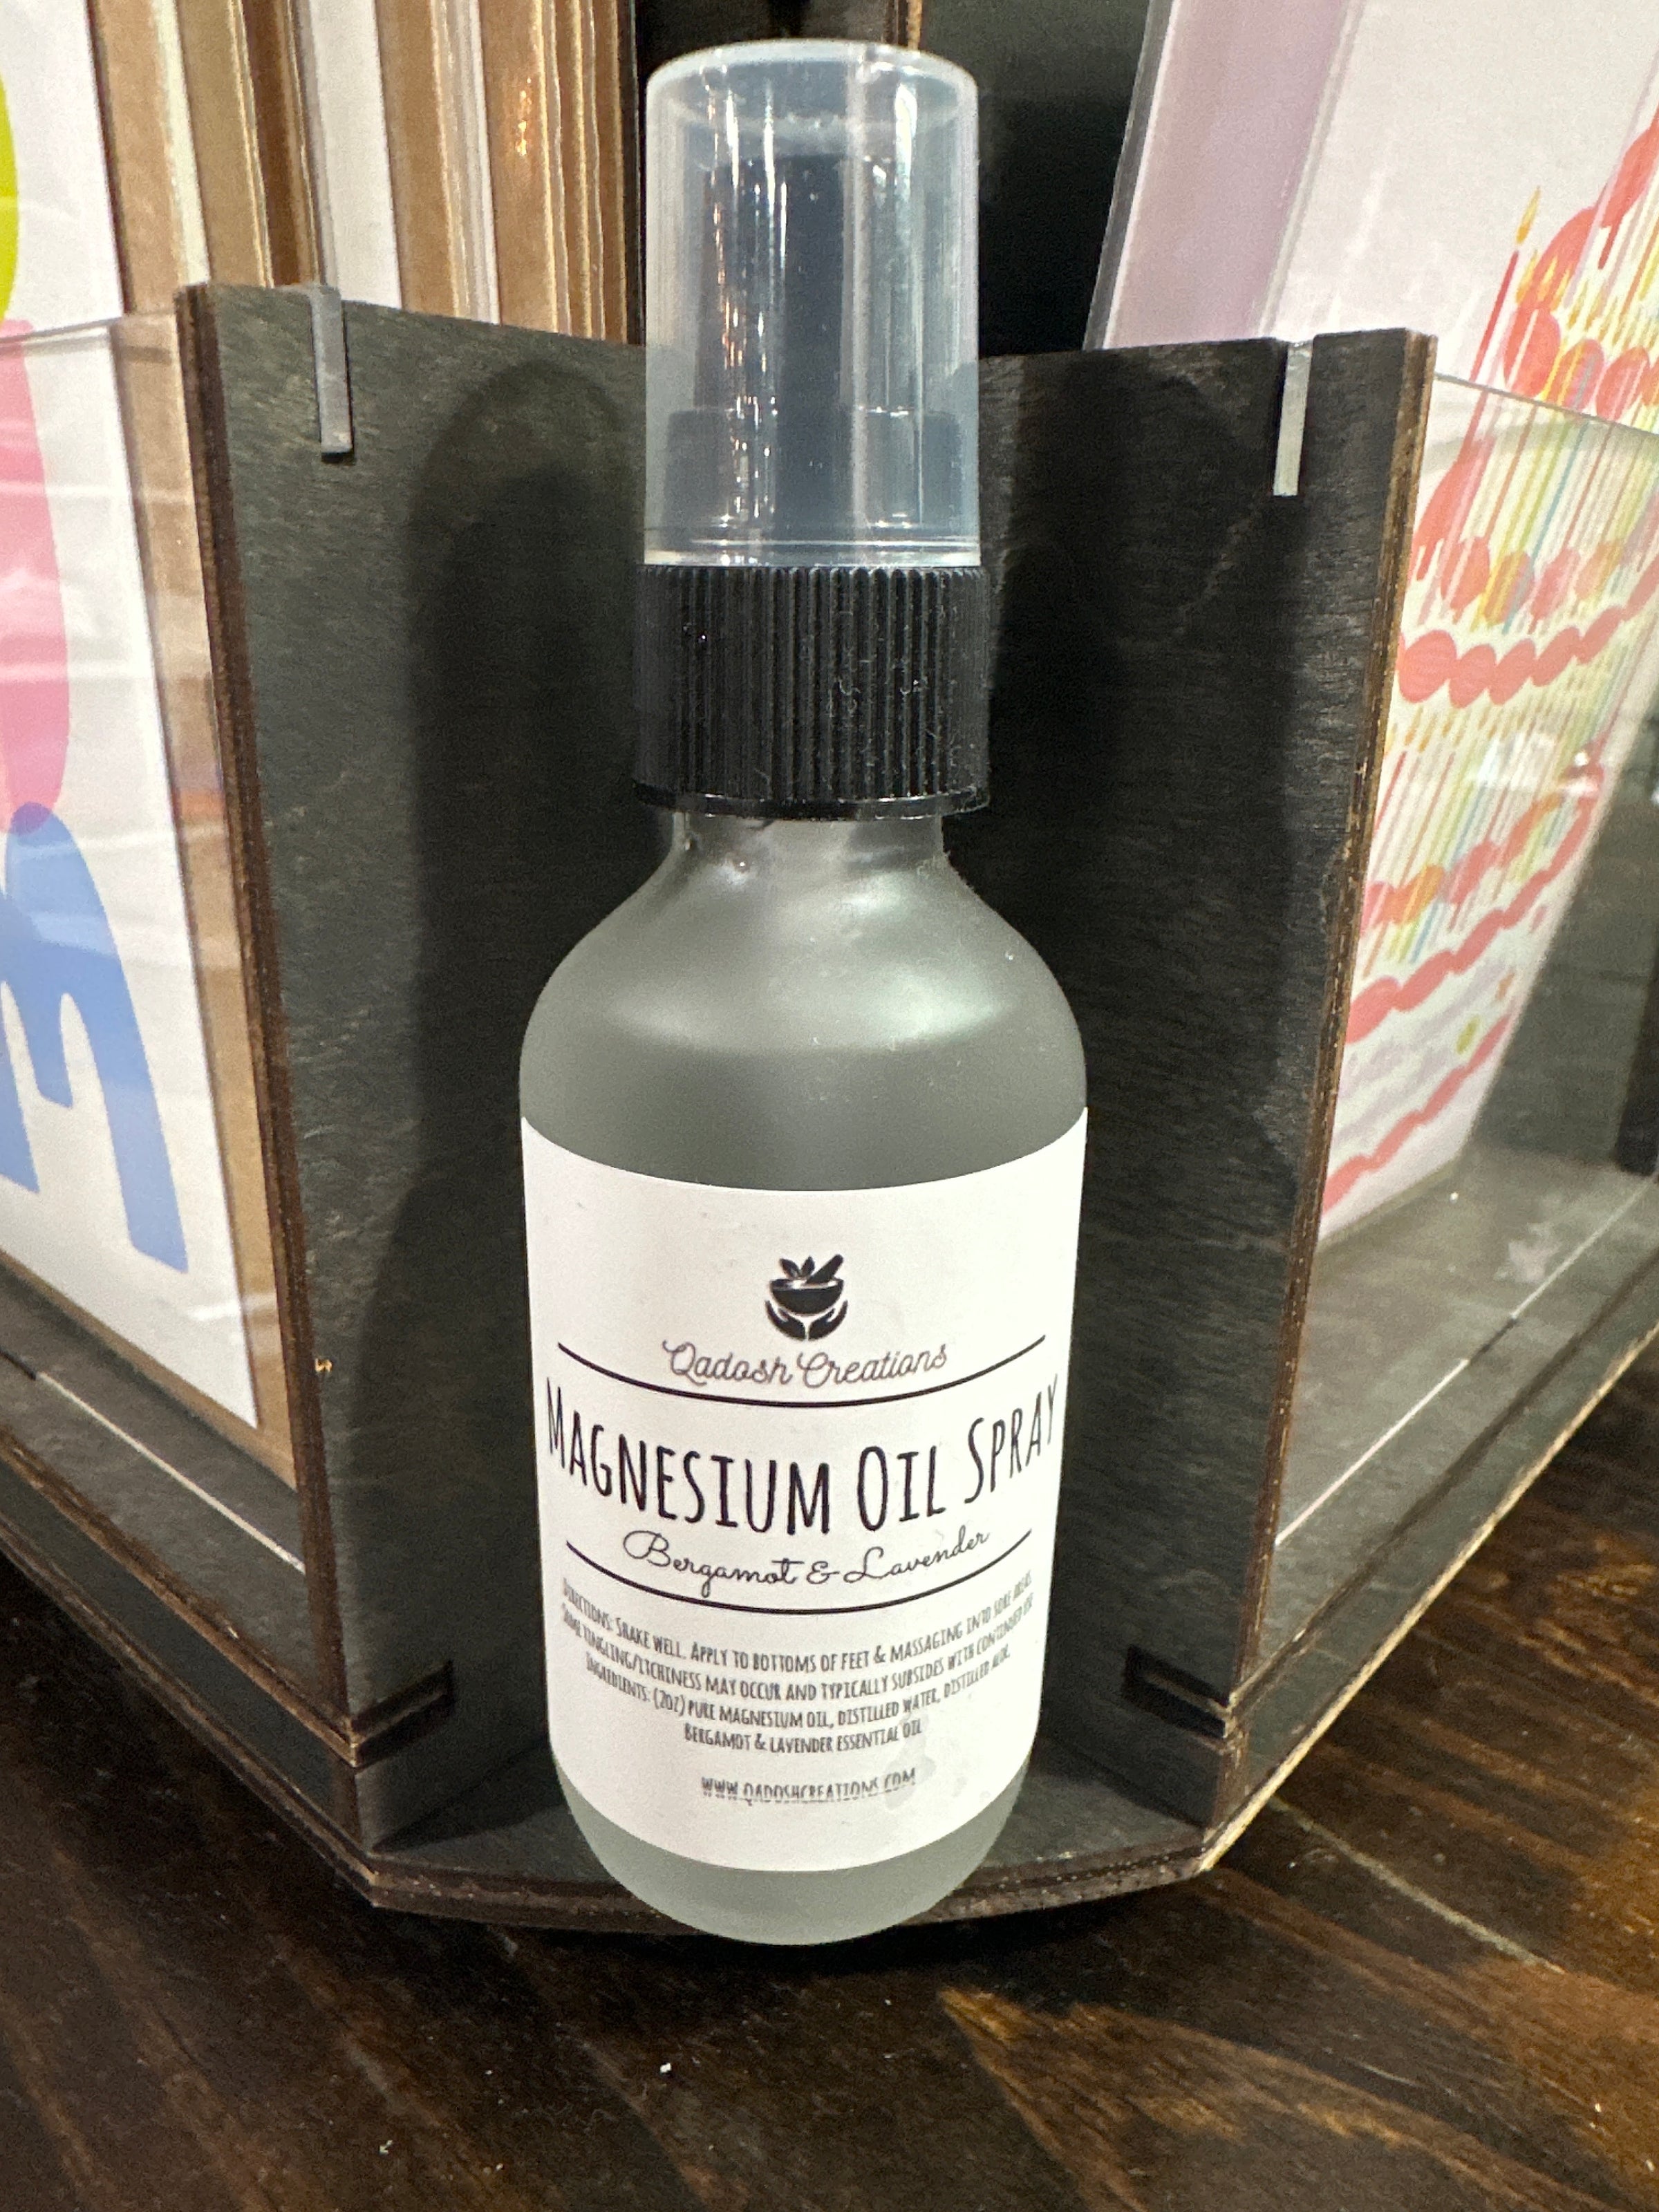 Qadosh Creations
MAGNESIUM OIL SPRAY
Bergamot & Lavender
DIRECTIONS: SHAKE WELL. APPLY TO BOTTOMS OF FEET & MASSAGING INTO SORE AREAS.
SOME TINGLING/ITCHINESS MAY OCCUR AND TYPICALLY SUBSIDES WITH CONTINUED USE
INGREDIENTS: (2OZ) PURE MAGNESIUM OIL, DISTILLED WATER, DISTILLED ALOE,
BERGAMOT & LAVENDER ESSENTIAL OIL
WWW.QADOSHCREATIONS.COM